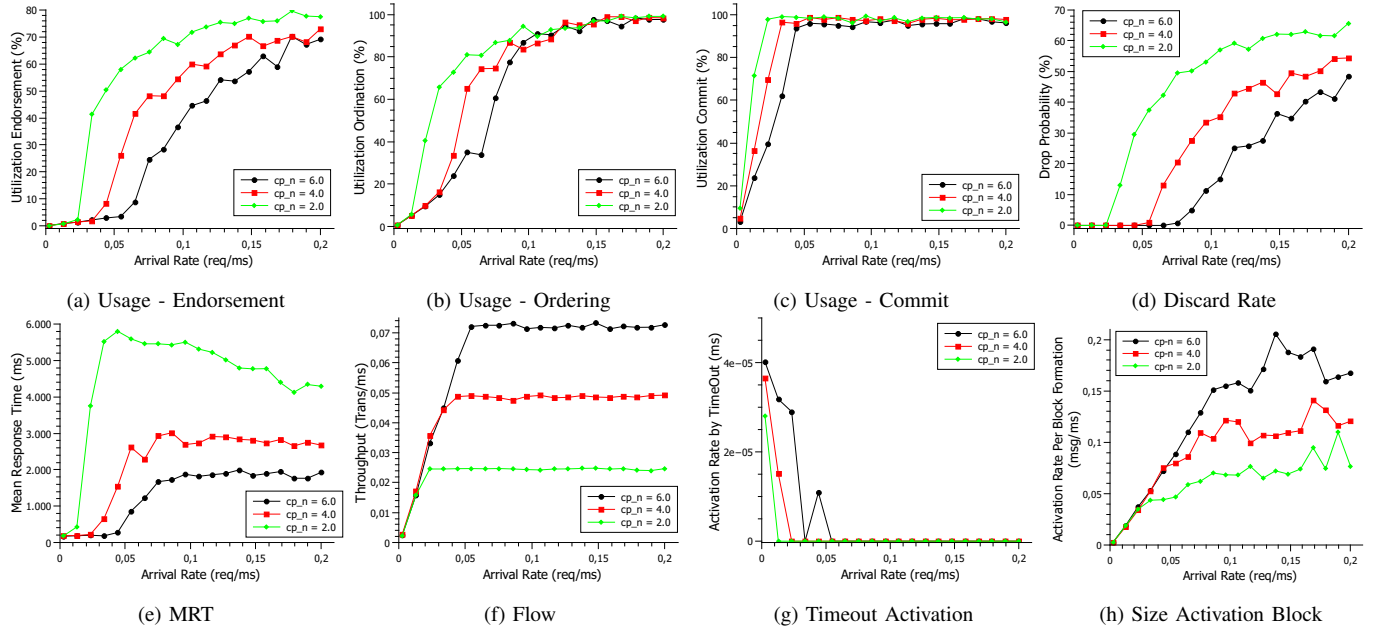 Utilization Endorsement (%)
80
70
60
50
40
30
20
10
0
cp_n = 6.0
cp_n = 4.0
cp_n = 2.0
0,05
0,1
0,15
0,2
Arrival Rate (req/ms)
(a) Usage - Endorsement
Utilization Ordination (%)
100
80
60
40
20
0
cp_n = 6.0
cp_n = 4.0
cp_n = 2.0
0,05
0,1
0,15
0,2
Arrival Rate (req/ms)
(b) Usage - Ordering
Utilization Commit (%)
100
80
60
40
20
0
cp_n = 6.0
cp_n = 4.0
cp_n = 2.0
0,05
0,1
0,15
0,2
Arrival Rate (req/ms)
(c) Usage - Commit
Drop Probability (%)
70
60
50
40
30
20
10
0
cp_n = 6.0
cp_n = 4.0
cp_n = 2.0
0,05
0,1
0,15
0,2
Arrival Rate (req/ms)
(d) Discard Rate
Mean Response Time (ms)
6.000
5.000
4.000
3.000
2.000
1.000
0
cp_n = 6.0
cp_n = 4.0
cp_n = 2.0
0,05
0,1
0,15
0,2
Arrival Rate (req/ms)
(e) MRT
Throughput (Trans/ms)
0,07
0,06
0,05
0,04
0,03
0,02
0,01
0
cp_n = 6.0
cp_n = 4.0
cp_n = 2.0
0,05
0,1
0,15
0,2
Arrival Rate (req/ms)
(f) Flow
Activation Rate by TimeOut (ms)
4e-05
2e-05
0
cp_n = 6.0
cp_n = 4.0
cp_n = 2.0
0,05
0,1
0,15
0,2
Arrival Rate (req/ms)
(g) Timeout Activation
Activation Rate Per Block Formation
(msg/ms)
0,2
0,15
0,1
0,05
0
cp-n = 6.0
cp-n = 4.0
cp-n = 2.0
0,05
0,1
0,15
0,2
Arrival Rate (req/ms)
(h) Size Activation Block